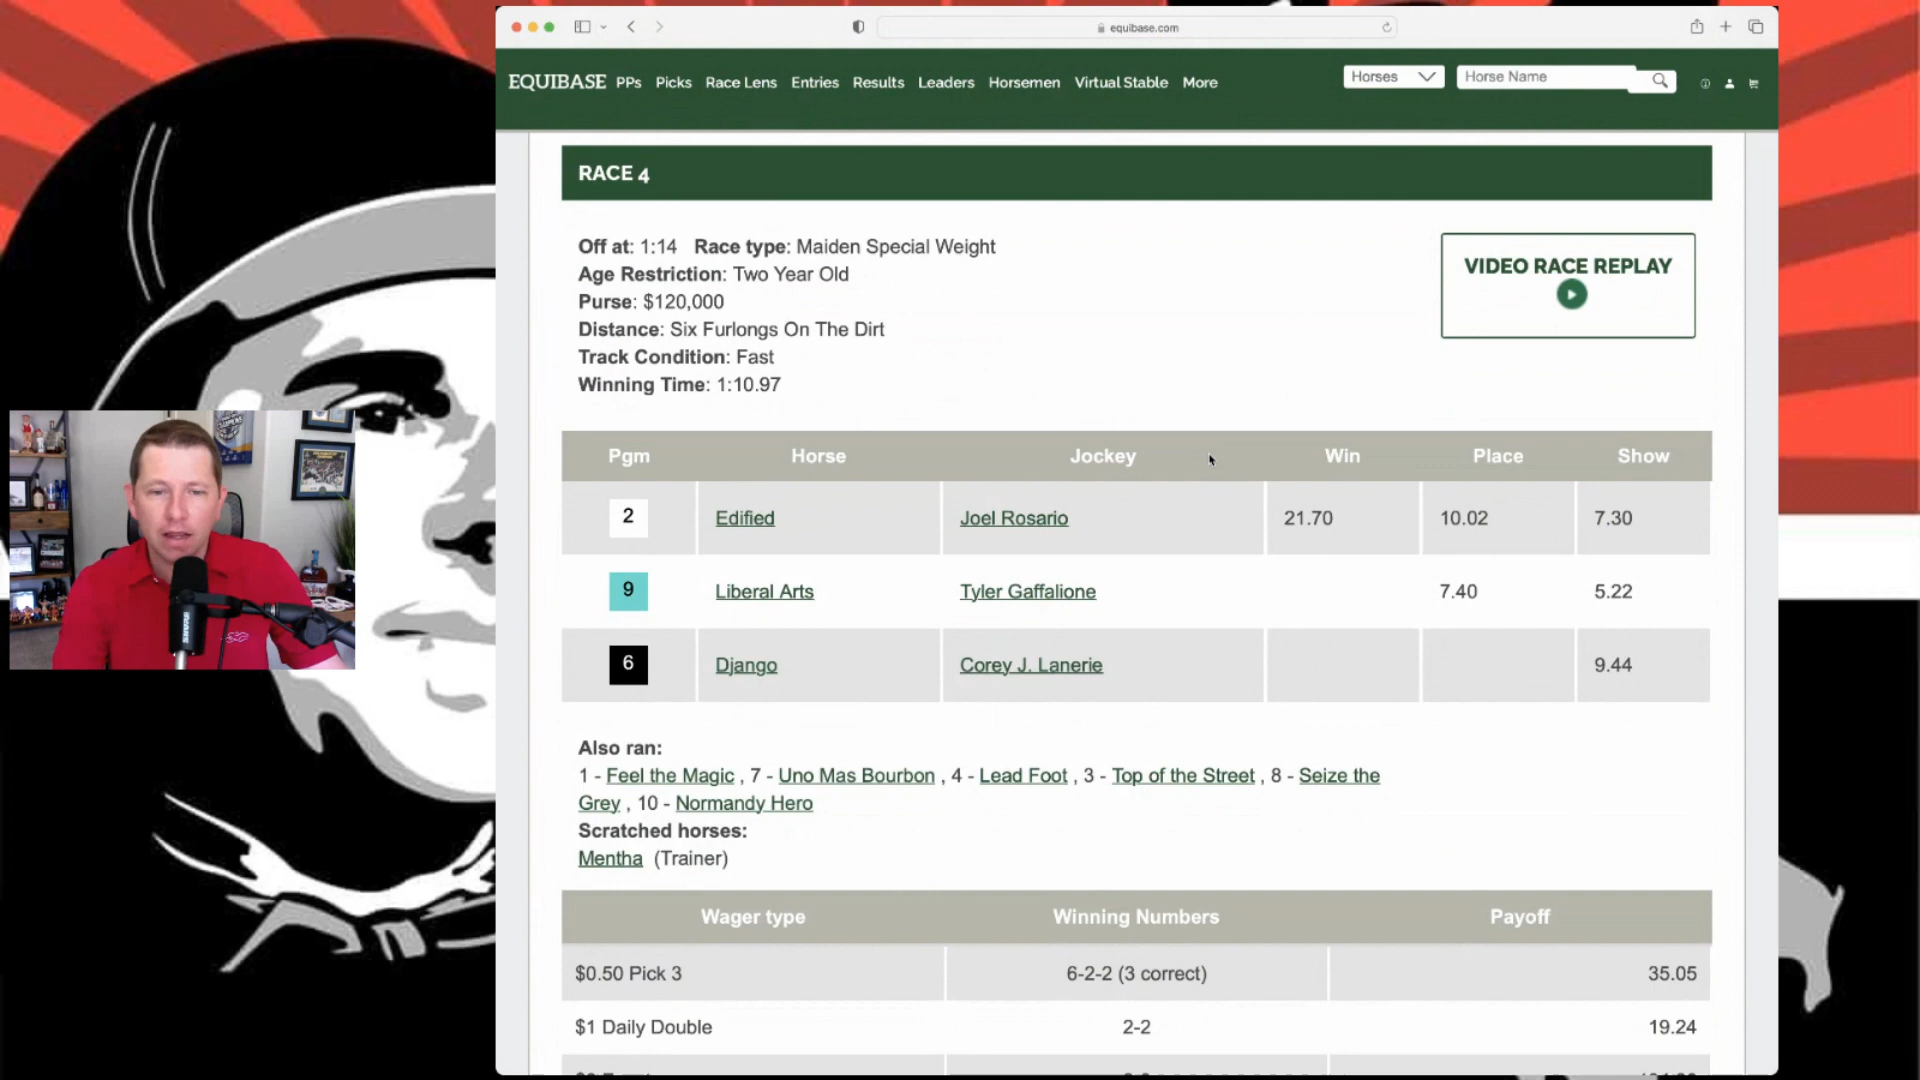 equibase.com
EQUIBASE PPs Picks Race Lens Entries Results Leaders Horsemen Virtual Stable More Horses Horse Name
RACE 4
Off at: 1:14 Race type: Maiden Special Weight
Age Restriction: Two Year Old
Purse: $120,000
Distance: Six Furlongs On The Dirt
Track Condition: Fast
Winning Time: 1:10.97
VIDEO RACE REPLAY
Pgm Horse Jockey Win Place Show
2 Edified Joel Rosario 21.70 10.02 7.30
9 Liberal Arts Tyler Gaffalione 7.40 5.22
6 Django Corey J. Lanerie 9.44
Also ran:
1 - Feel the Magic , 7 - Uno Mas Bourbon , 4 - Lead Foot , 3 - Top of the Street , 8 - Seize the
Grey , 10 - Normandy Hero
Scratched horses:
Mentha (Trainer)
Wager type Winning Numbers Payoff
$0.50 Pick 3 6-2-2 (3 correct) 35.05
$1 Daily Double 2-2 19.24
SHURE